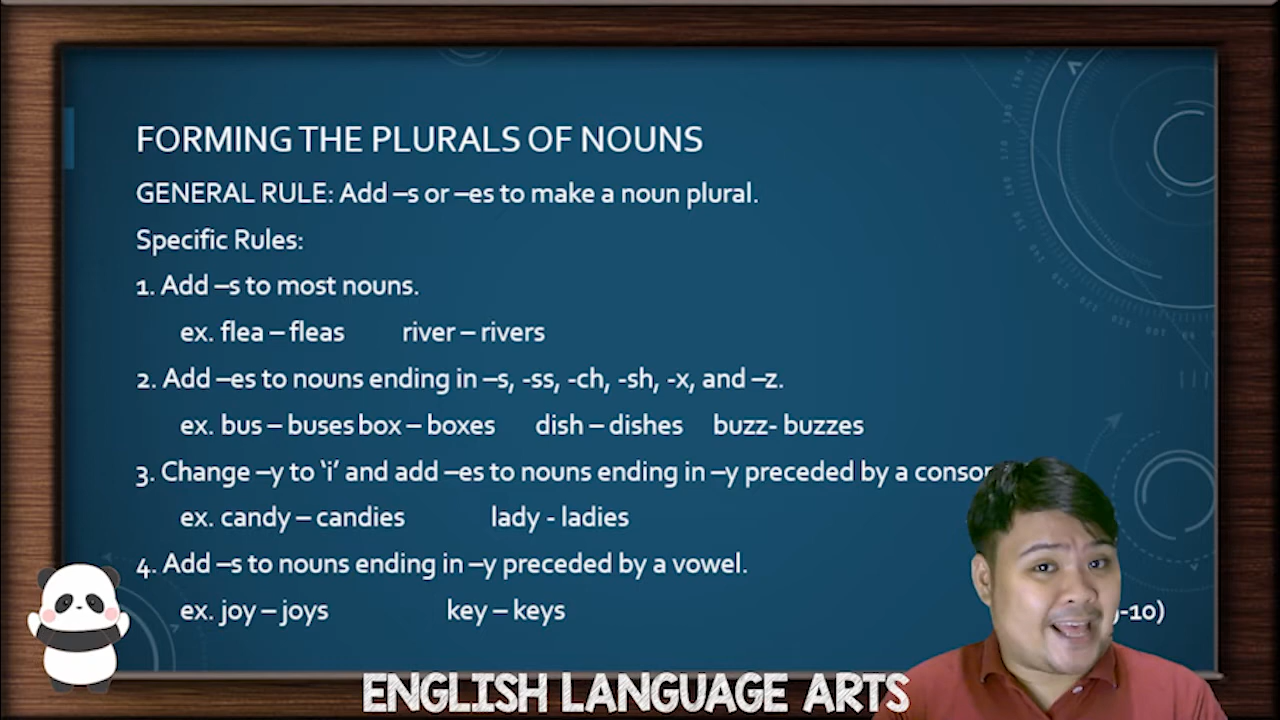 FORMING THE PLURALS OF NOUNS
GENERAL RULE: Add –s or –es to make a noun plural.
Specific Rules:
1. Add –s to most nouns.
ex. flea – fleas river – rivers
2. Add –es to nouns ending in –s, -ss, -ch, -sh, -x, and –z.
ex. bus – buses box – boxes dish – dishes buzz- buzzes
3. Change –y to ‘i’ and add –es to nouns ending in –y preceded by a
ex. candy – candies lady - ladies
4. Add –s to nouns ending in –y preceded by a vowel.
ex. joy – joys key – keys -10)
ENGLISH LANGUAGE ARTS